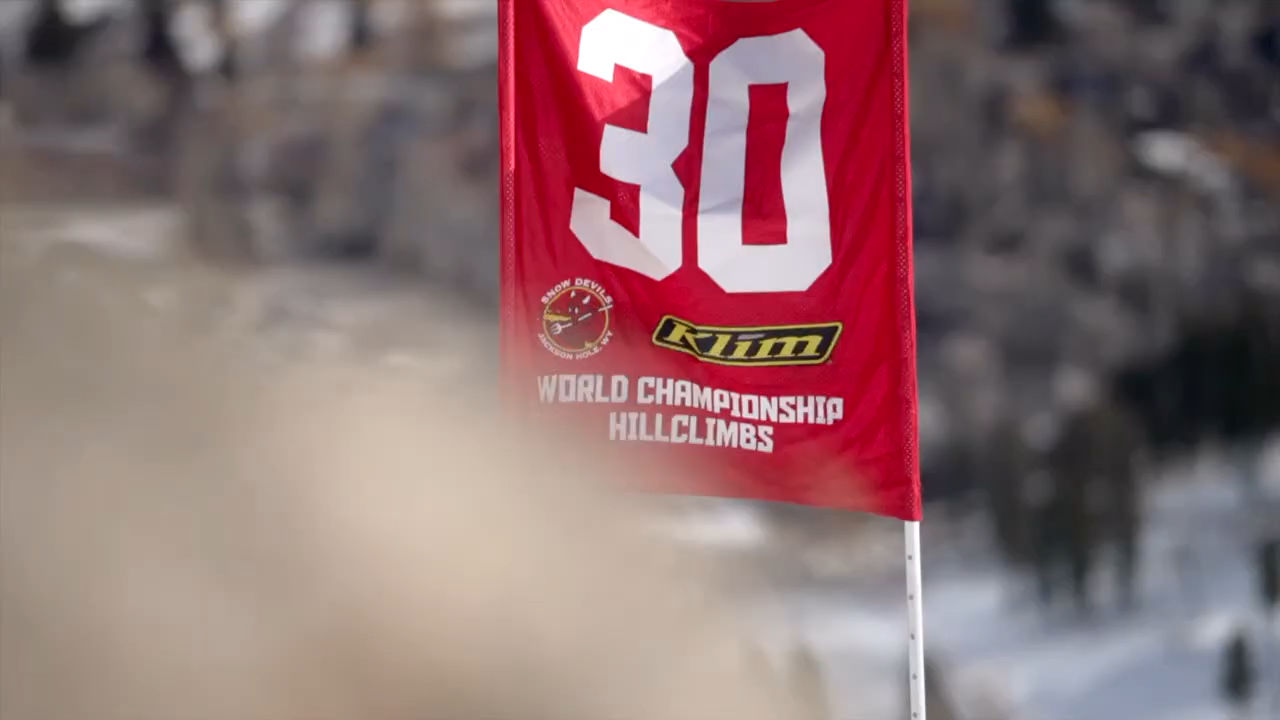 30
SNOW DEVILS
JACKSON HOLE, WY
Klim
WORLD CHAMPIONSHIP
HILLCLIMBS